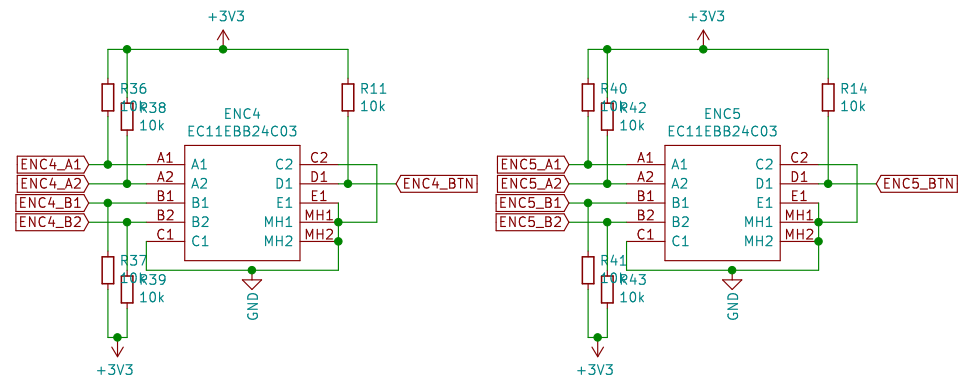 +3V3
+3V3
R36
10k
R38
10k
R11
10k
R40
10k
R42
10k
R14
10k
ENC4
EC11EBB24C03
ENC5
EC11EBB24C03
ENC4_A1 A1 A1 C2 C2
ENC4_A2 A2 A2 D1 D1 ENC4_BTN
ENC4_B1 B1 B1 E1 E1
ENC4_B2 B2 B2 MH1 MH1
C1 C1 MH2 MH2
ENC5_A1 A1 A1 C2 C2
ENC5_A2 A2 A2 D1 D1 ENC5_BTN
ENC5_B1 B1 B1 E1 E1
ENC5_B2 B2 B2 MH1 MH1
C1 C1 MH2 MH2
R37
10k
R39
10k
GND
R41
10k
R43
10k
GND
+3V3
+3V3